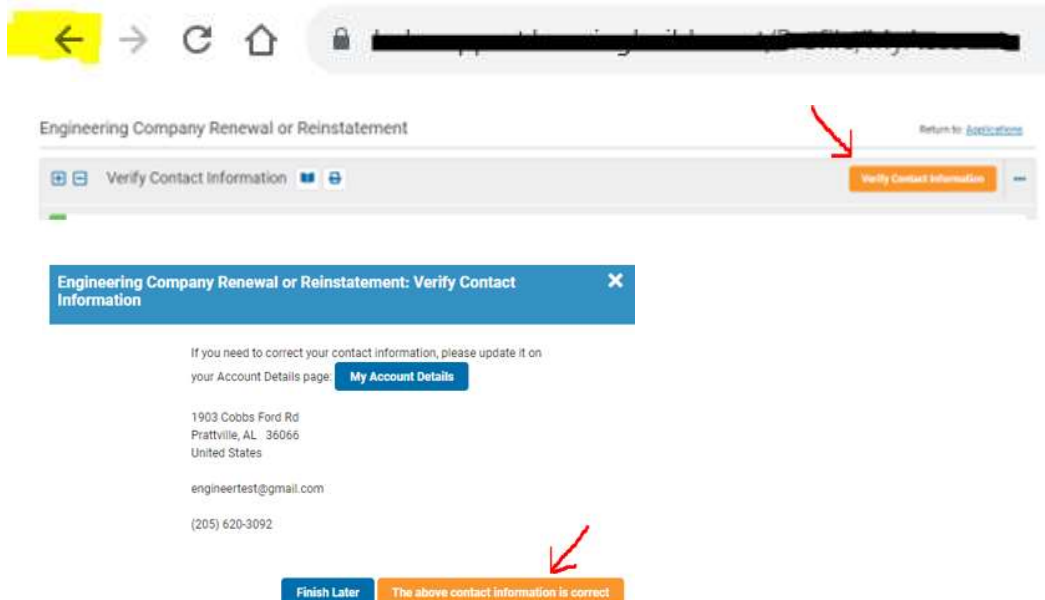 Engineering Company Renewal or Reinstatement
Return to: Applications
Verify Contact Information
Verify Contact Information
Engineering Company Renewal or Reinstatement: Verify Contact
Information
If you need to correct your contact information, please update it on
your Account Details page: My Account Details
1903 Cobbs Ford Rd
Prattville, AL 36066
United States
engineertest@gmail.com
(205) 620-3092
Finish Later
The above contact information is correct